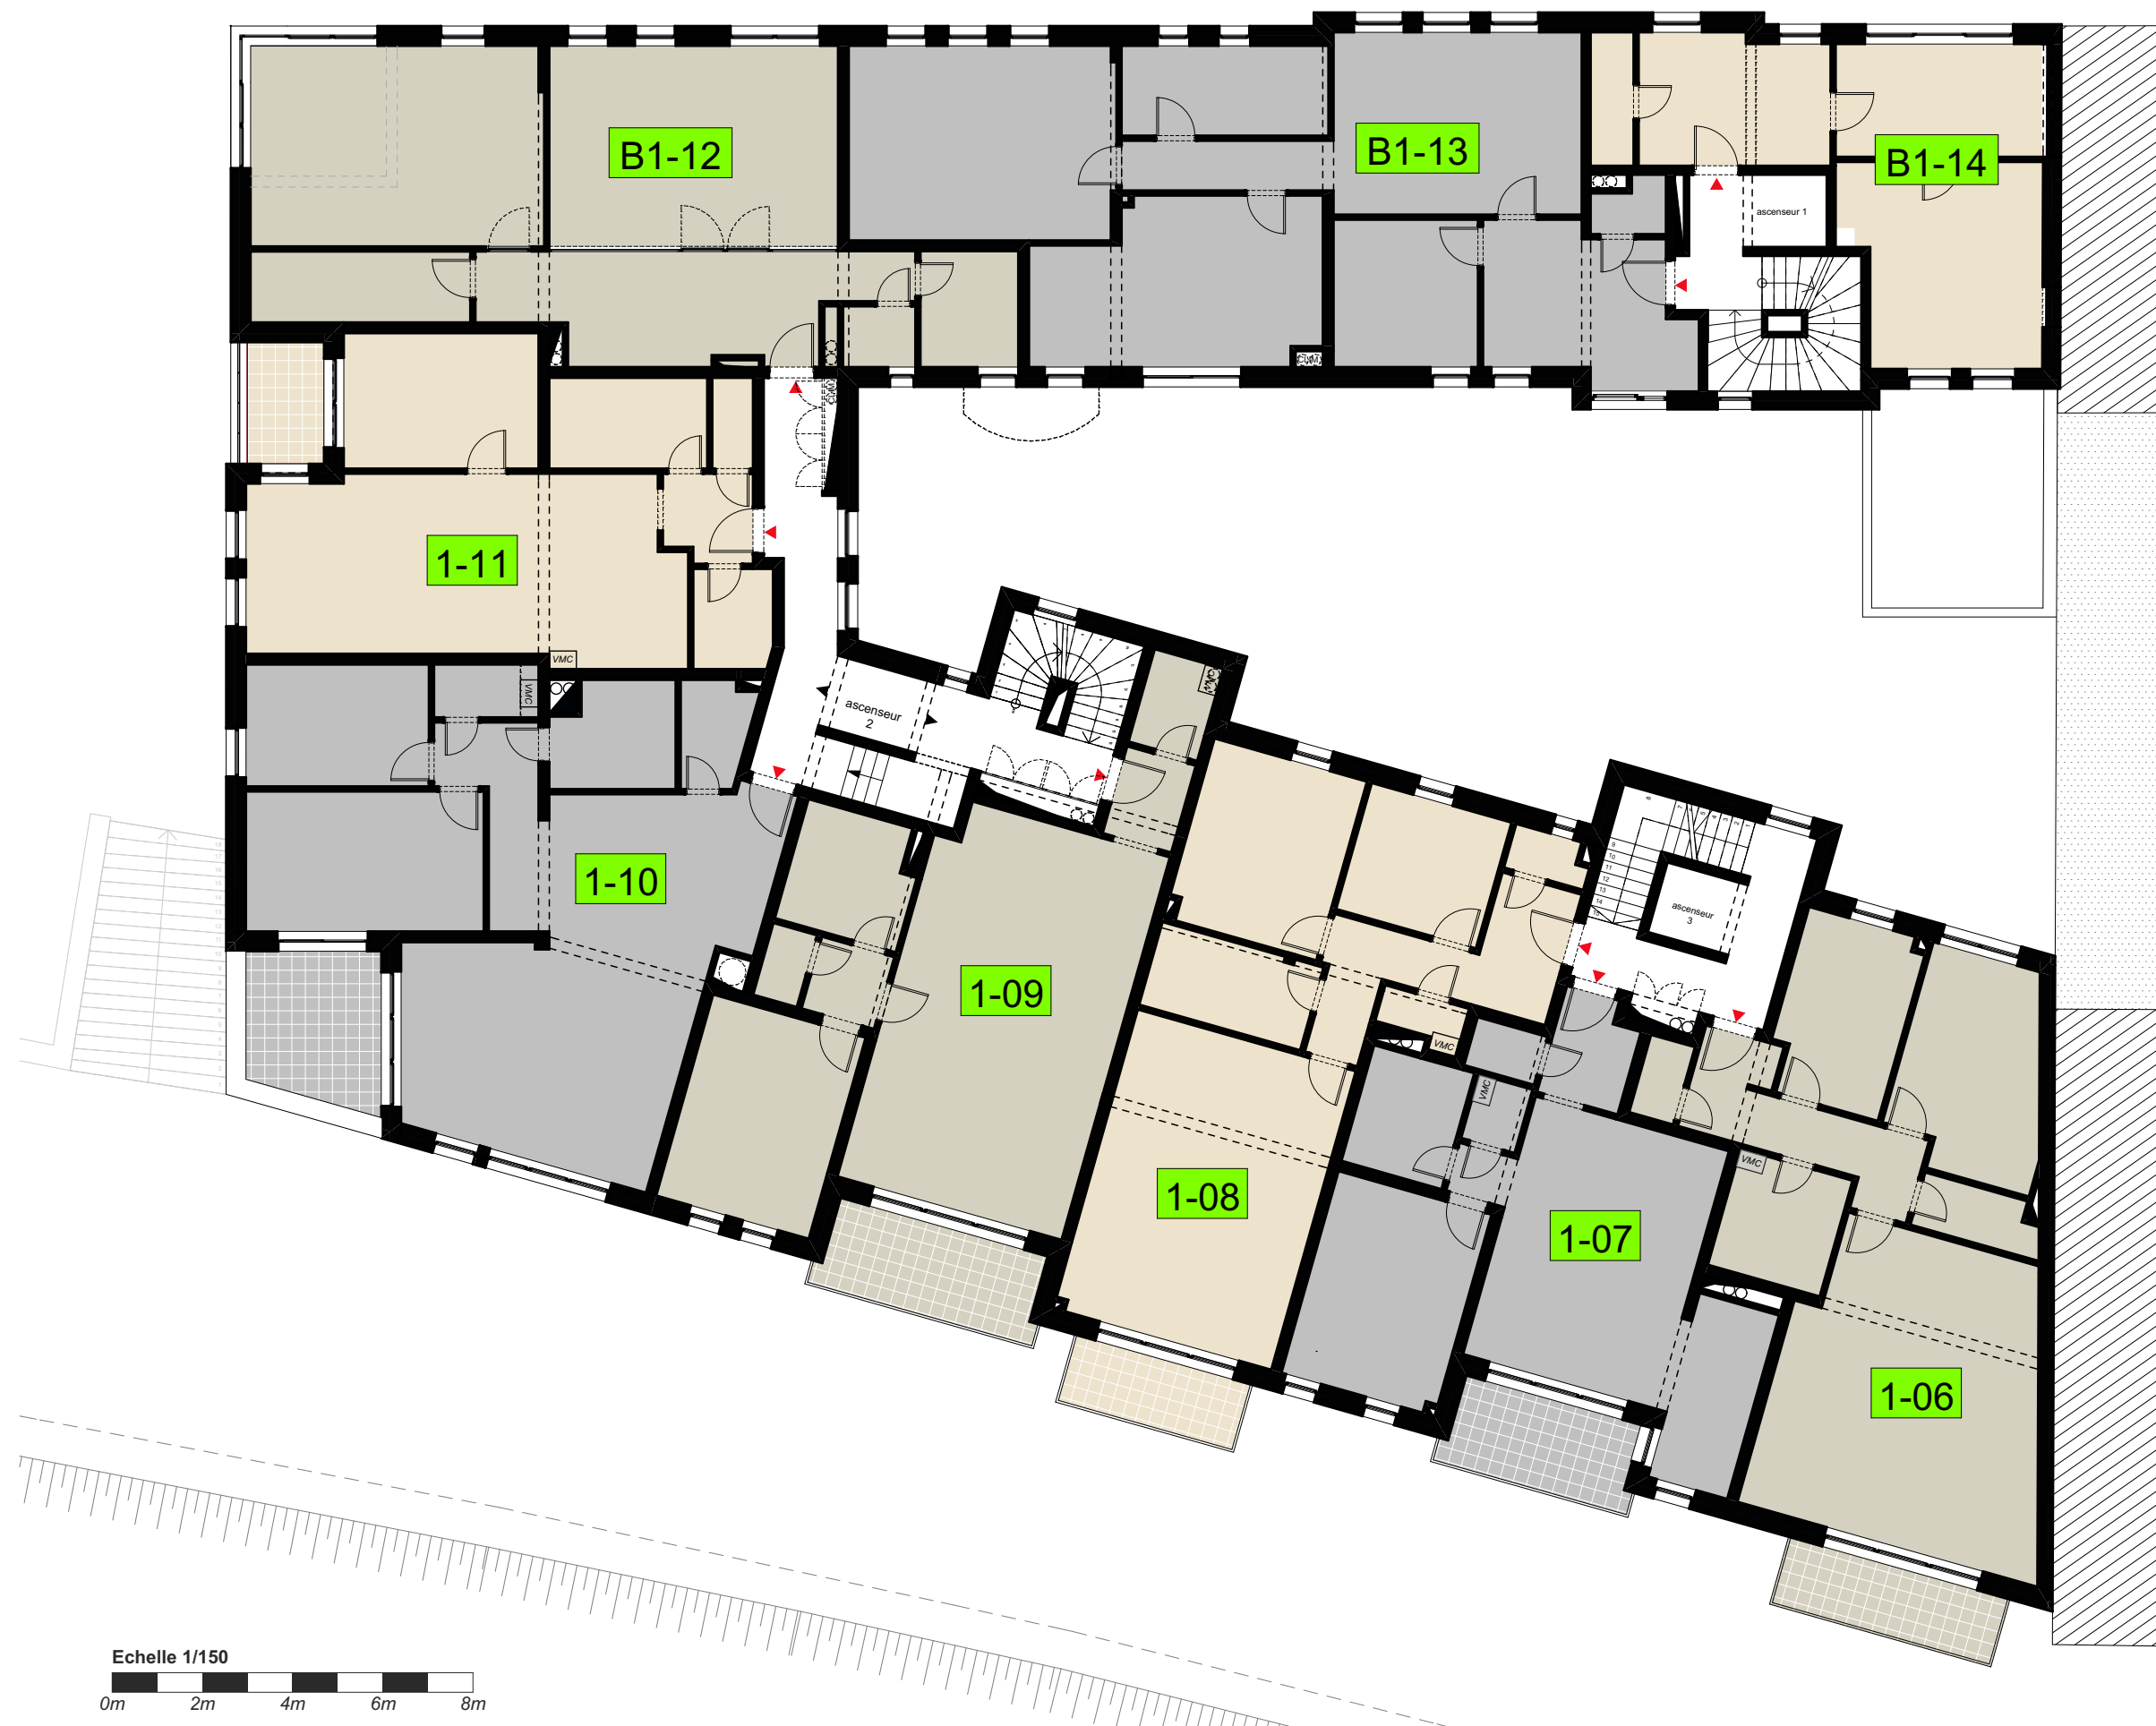 B1-12
B1-13
B1-14
ascenseur 1
1-11
VMC
VMC
VMC
ascenseur
2
1-10
1-09
ascenseur
3
VMC
VMC
1-08
VMC
1-07
1-06
Echelle 1/150
0m 2m 4m 6m 8m